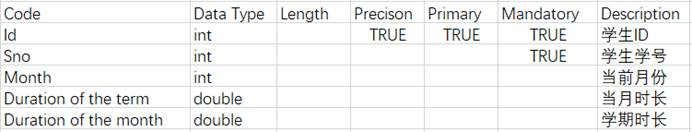 Code Data Type Length Precison Primary Mandatory Description
Id int TRUE TRUE TRUE 学生ID
Sno int TRUE 学生学号
Month int 当前月份
Duration of the term double 当月时长
Duration of the month double 学期时长